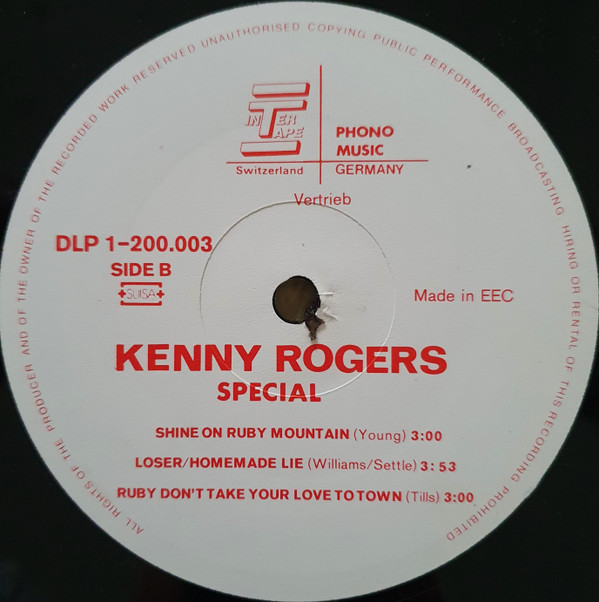 ALL RIGHTS OF THE PRODUCER AND OF THE OWNER OF THE RECORDED WORK RESERVED UNAUTHORISED COPYING PUBLIC PERFORMANCE BROADCASTING HIRING OR RENTAL OF THIS RECORDING PROHIBITED
INTER
TAPE
Switzerland
PHONO
MUSIC
GERMANY
Vertrieb
DLP 1-200.003
SIDE B
SUISA
Made in EEC
KENNY ROGERS
SPECIAL
SHINE ON RUBY MOUNTAIN (Young) 3:00
LOSER/HOMEMADE LIE (Williams/Settle) 3:53
RUBY DON'T TAKE YOUR LOVE TO TOWN (Tills) 3:00